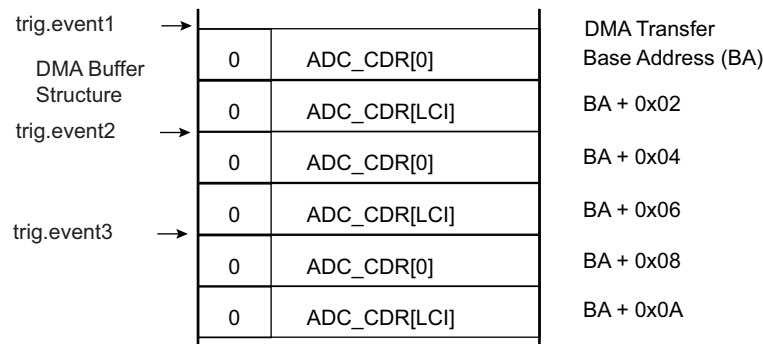 trig.event1
DMA Transfer
Base Address (BA)
0 ADC_CDR[0]
DMA Buffer
Structure
0 ADC_CDR[LCI] BA + 0x02
trig.event2
0 ADC_CDR[0] BA + 0x04
0 ADC_CDR[LCI] BA + 0x06
trig.event3
0 ADC_CDR[0] BA + 0x08
0 ADC_CDR[LCI] BA + 0x0A